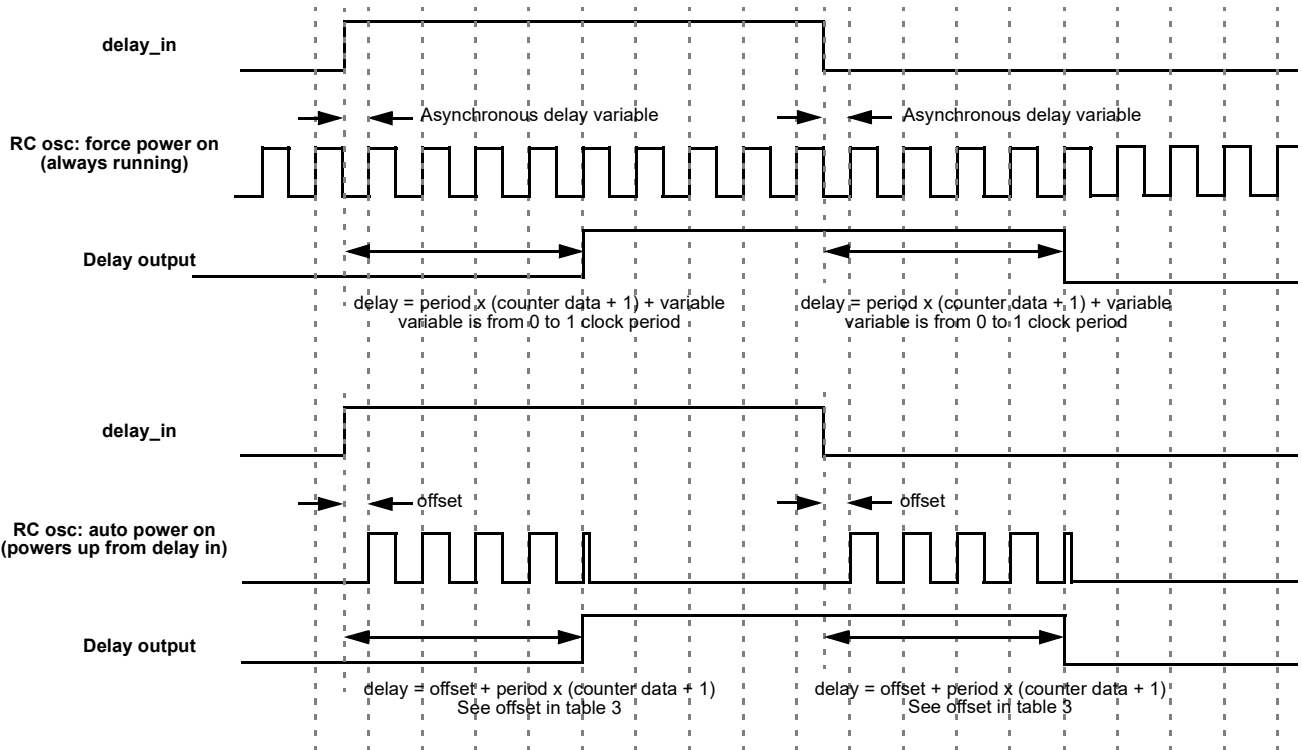 delay_in
Asynchronous delay variable
Asynchronous delay variable
RC osc: force power on
(always running)
Delay output
delay = period x (counter data + 1) + variable
variable is from 0 to 1 clock period
delay = period x (counter data + 1) + variable
variable is from 0 to 1 clock period
delay_in
offset
offset
RC osc: auto power on
(powers up from delay in)
Delay output
delay = offset + period x (counter data + 1)
See offset in table 3
delay = offset + period x (counter data + 1)
See offset in table 3